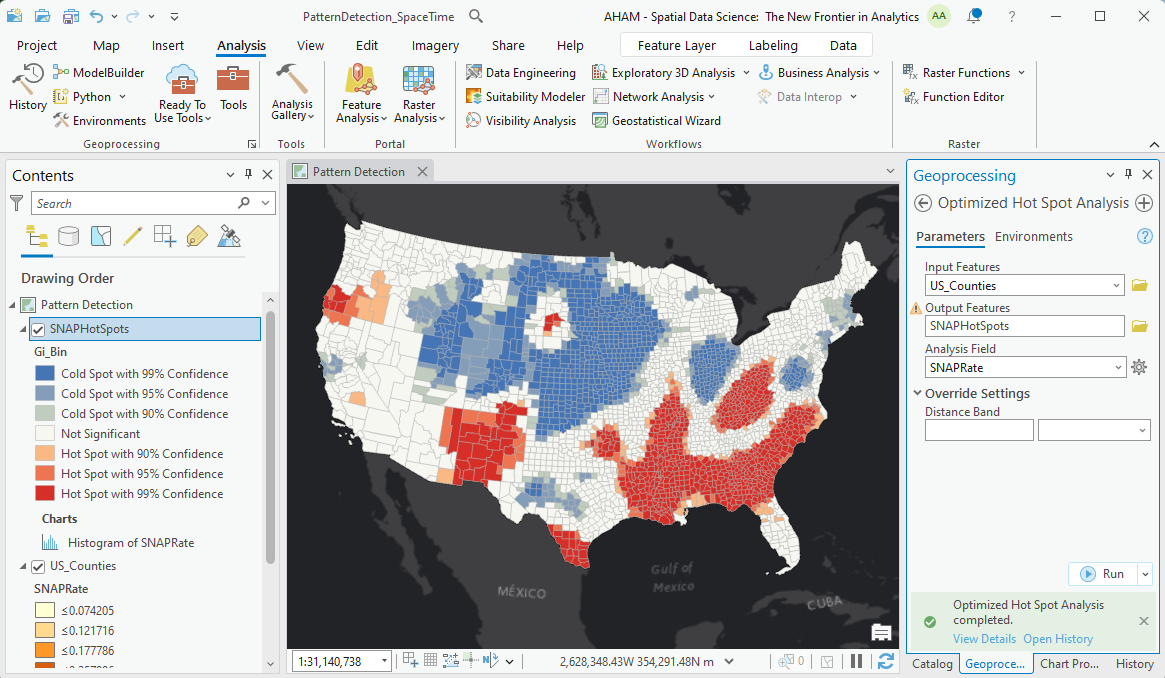 PatternDetection_SpaceTime
AHAM - Spatial Data Science: The New Frontier in Analytics
AA
?
Project Map Insert Analysis View Edit Imagery Share Help Feature Layer Labeling Data
History
ModelBuilder
Python
Environments
Ready To Use Tools
Tools
Geoprocessing
Analysis Gallery
Tools
Feature Analysis
Raster Analysis
Portal
Data Engineering
Suitability Modeler
Visibility Analysis
Exploratory 3D Analysis
Network Analysis
Geostatistical Wizard
Business Analysis
Data Interop
Workflows
Raster Functions
Function Editor
Raster
Contents
Search
Drawing Order
Pattern Detection
SNAPHotSpots
Gi_Bin
Cold Spot with 99% Confidence
Cold Spot with 95% Confidence
Cold Spot with 90% Confidence
Not Significant
Hot Spot with 90% Confidence
Hot Spot with 95% Confidence
Hot Spot with 99% Confidence
Charts
Histogram of SNAPRate
US_Counties
SNAPRate
≤0.074205
≤0.121716
≤0.177786
Pattern Detection
MÉXICO
Gulf of
Mexico
CUBA
1:31,140,738
2,628,348.43W 354,291.48N m
0
Geoprocessing
Optimized Hot Spot Analysis
Parameters Environments
?
Input Features
US_Counties
Output Features
SNAPHotSpots
Analysis Field
SNAPRate
Override Settings
Distance Band
Run
Optimized Hot Spot Analysis
completed.
View Details Open History
Catalog Geoproce... Chart Pro... History